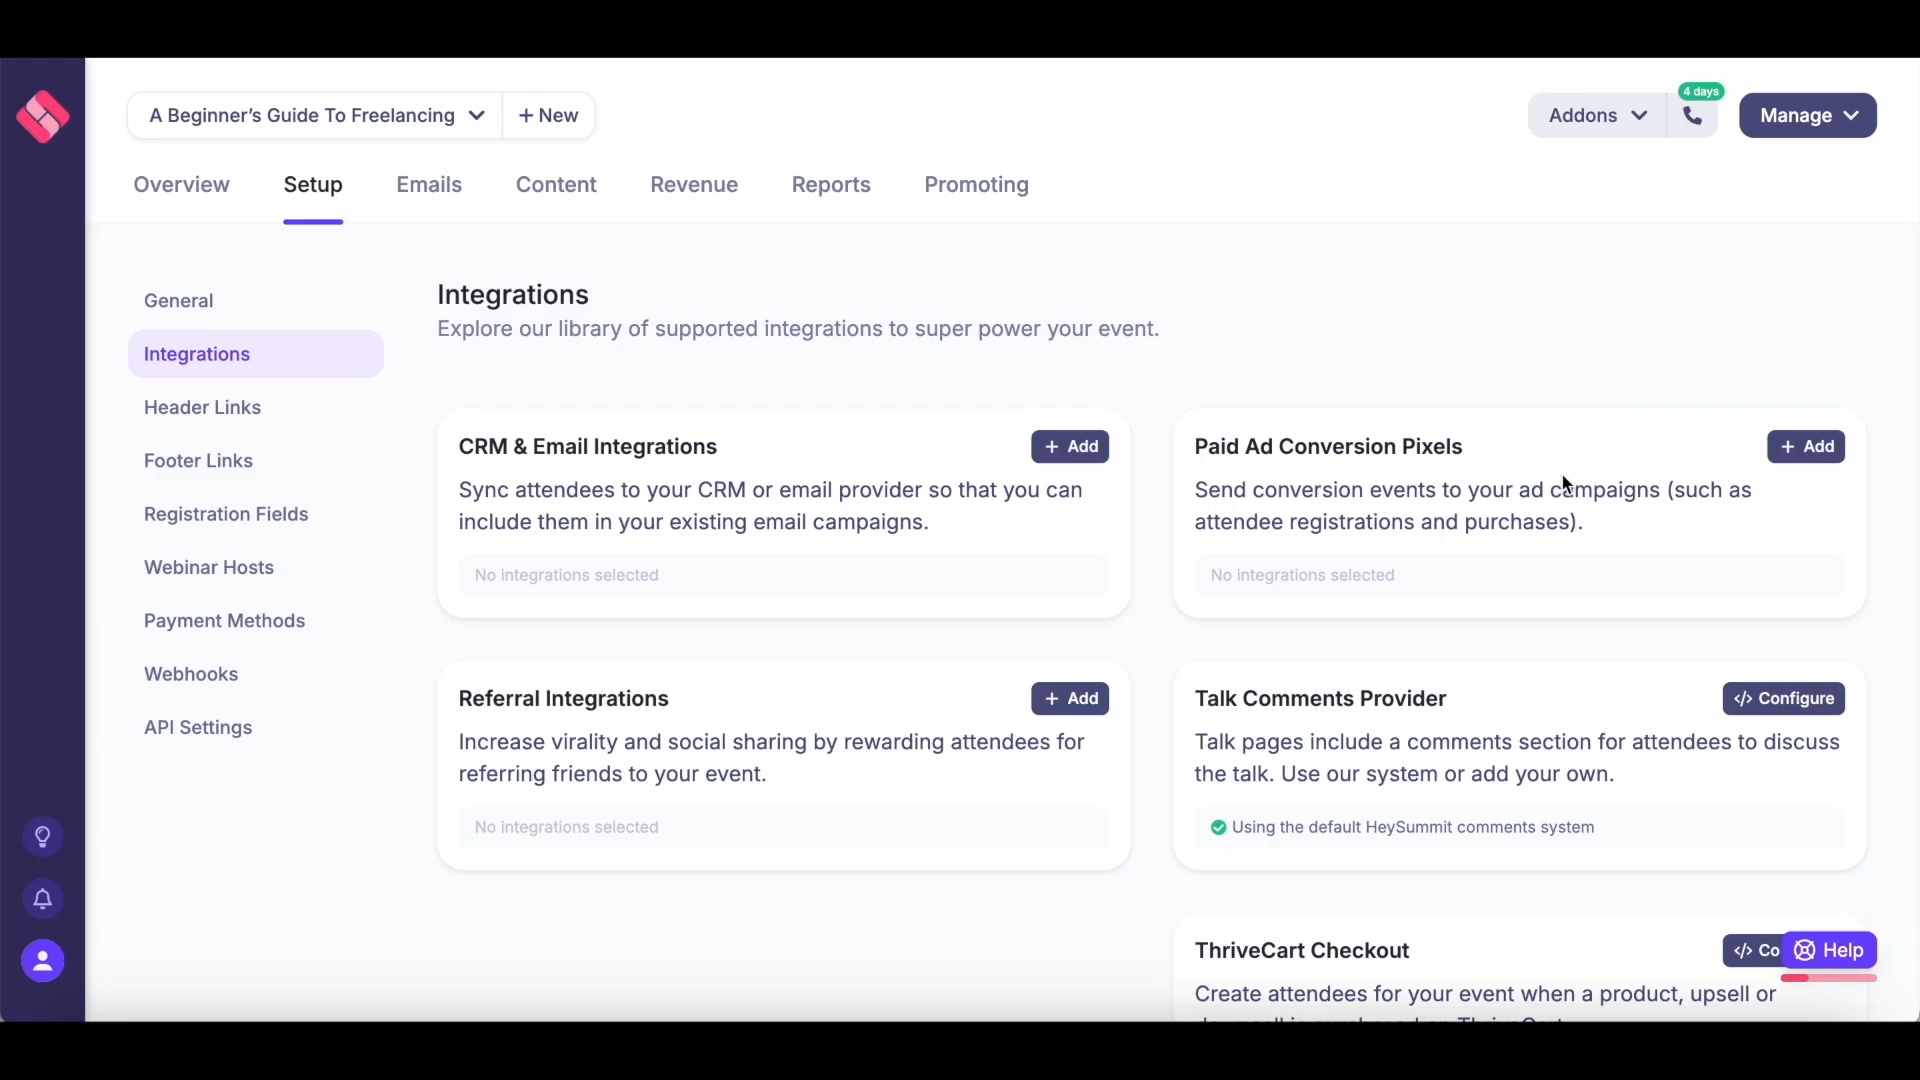 A Beginner’s Guide To Freelancing
+ New
Addons
4 days
Manage
Overview
Setup
Emails
Content
Revenue
Reports
Promoting
General
Integrations
Header Links
Footer Links
Registration Fields
Webinar Hosts
Payment Methods
Webhooks
API Settings
Integrations
Explore our library of supported integrations to super power your event.
CRM & Email Integrations
+ Add
Sync attendees to your CRM or email provider so that you can
include them in your existing email campaigns.
No integrations selected
Paid Ad Conversion Pixels
+ Add
Send conversion events to your ad campaigns (such as
attendee registrations and purchases).
No integrations selected
Referral Integrations
+ Add
Increase virality and social sharing by rewarding attendees for
referring friends to your event.
No integrations selected
Talk Comments Provider
</> Configure
Talk pages include a comments section for attendees to discuss
the talk. Use our system or add your own.
Using the default HeySummit comments system
ThriveCart Checkout
</> Co
Help
Create attendees for your event when a product, upsell or